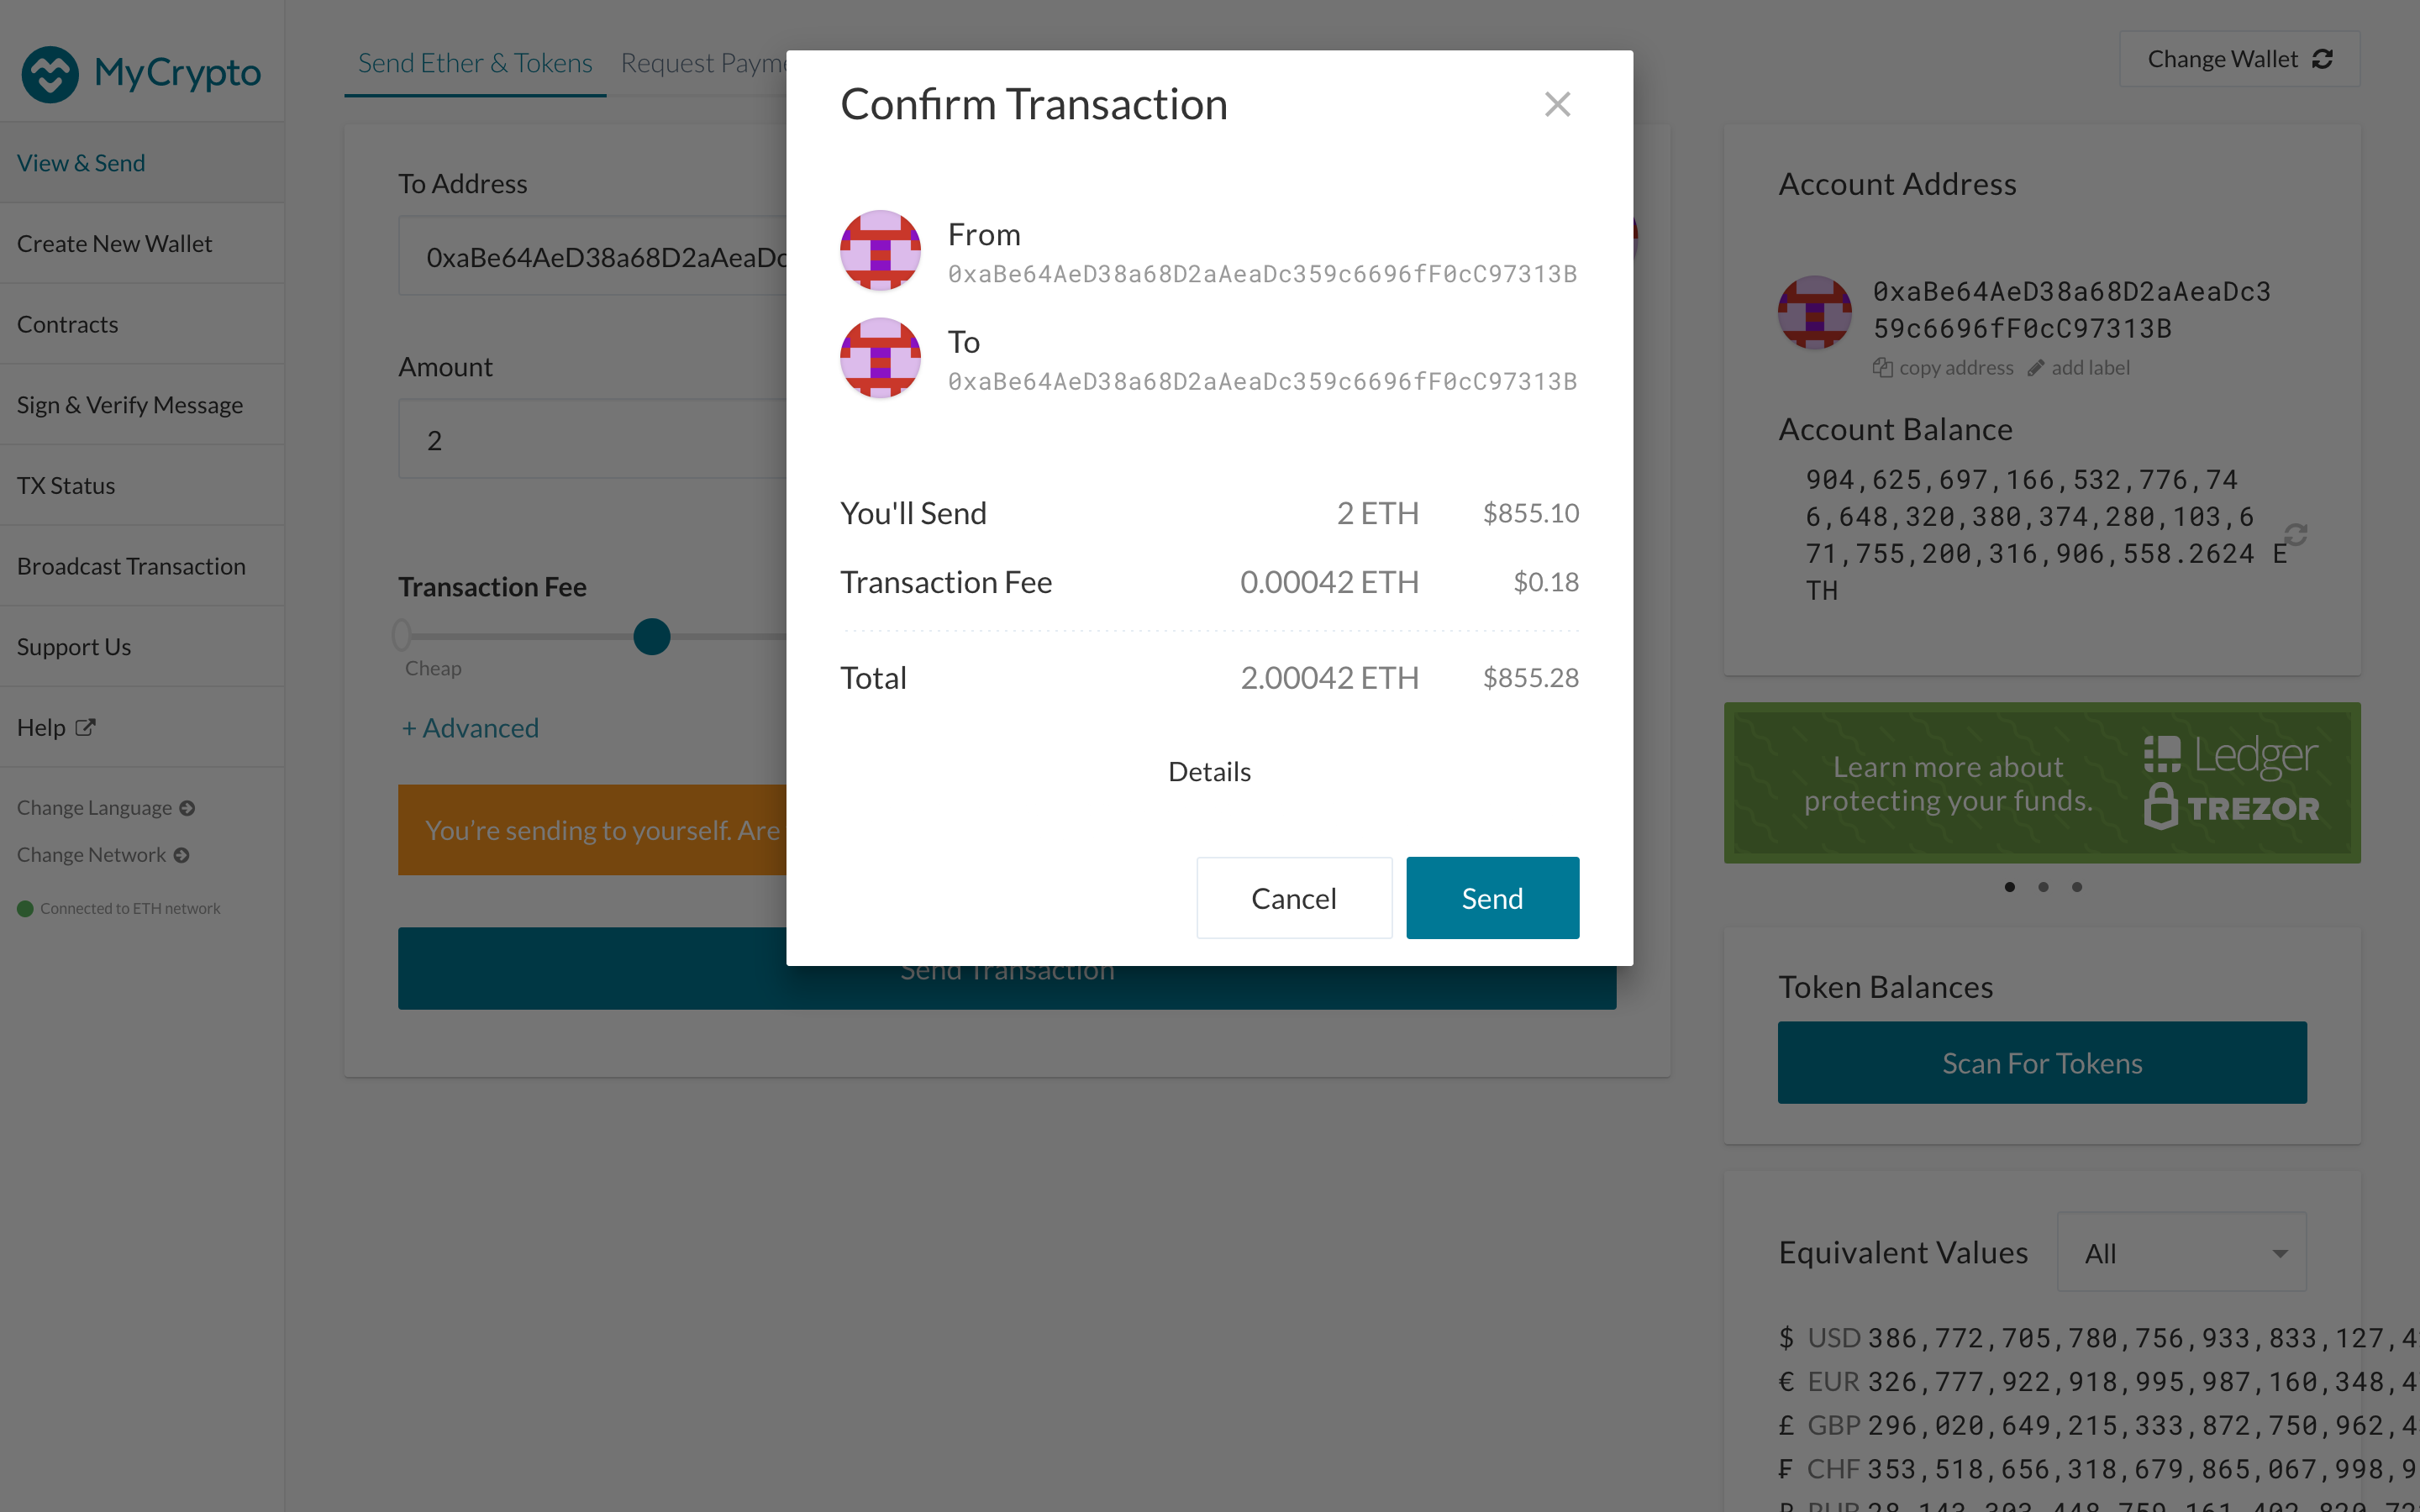 MyCrypto
View & Send
Create New Wallet
Contracts
Sign & Verify Message
TX Status
Broadcast Transaction
Support Us
Help
Change Language
Change Network
Connected to ETH network
Send Ether & Tokens
Request Payme
Change Wallet
To Address
0xaBe64AeD38a68D2aAeaDc
Amount
2
Transaction Fee
Cheap
+ Advanced
You’re sending to yourself. Are
Send Transaction
Confirm Transaction
From
0xaBe64AeD38a68D2aAeaDc359c6696fF0cC97313B
To
0xaBe64AeD38a68D2aAeaDc359c6696fF0cC97313B
You'll Send 2 ETH $855.10
Transaction Fee 0.00042 ETH $0.18
Total 2.00042 ETH $855.28
Details
Cancel
Send
Account Address
0xaBe64AeD38a68D2aAeaDc3
59c6696fF0cC97313B
copy address add label
Account Balance
904,625,697,166,532,776,74
6,648,320,380,374,280,103,6
71,755,200,316,906,558.2624 E
TH
Learn more about
protecting your funds.
Ledger
TREZOR
Token Balances
Scan For Tokens
Equivalent Values
All
$ USD 386,772,705,780,756,933,833,127,4
€ EUR 326,777,922,918,995,987,160,348,4
£ GBP 296,020,649,215,333,872,750,962,4
₣ CHF 353,518,656,318,679,865,067,998,9